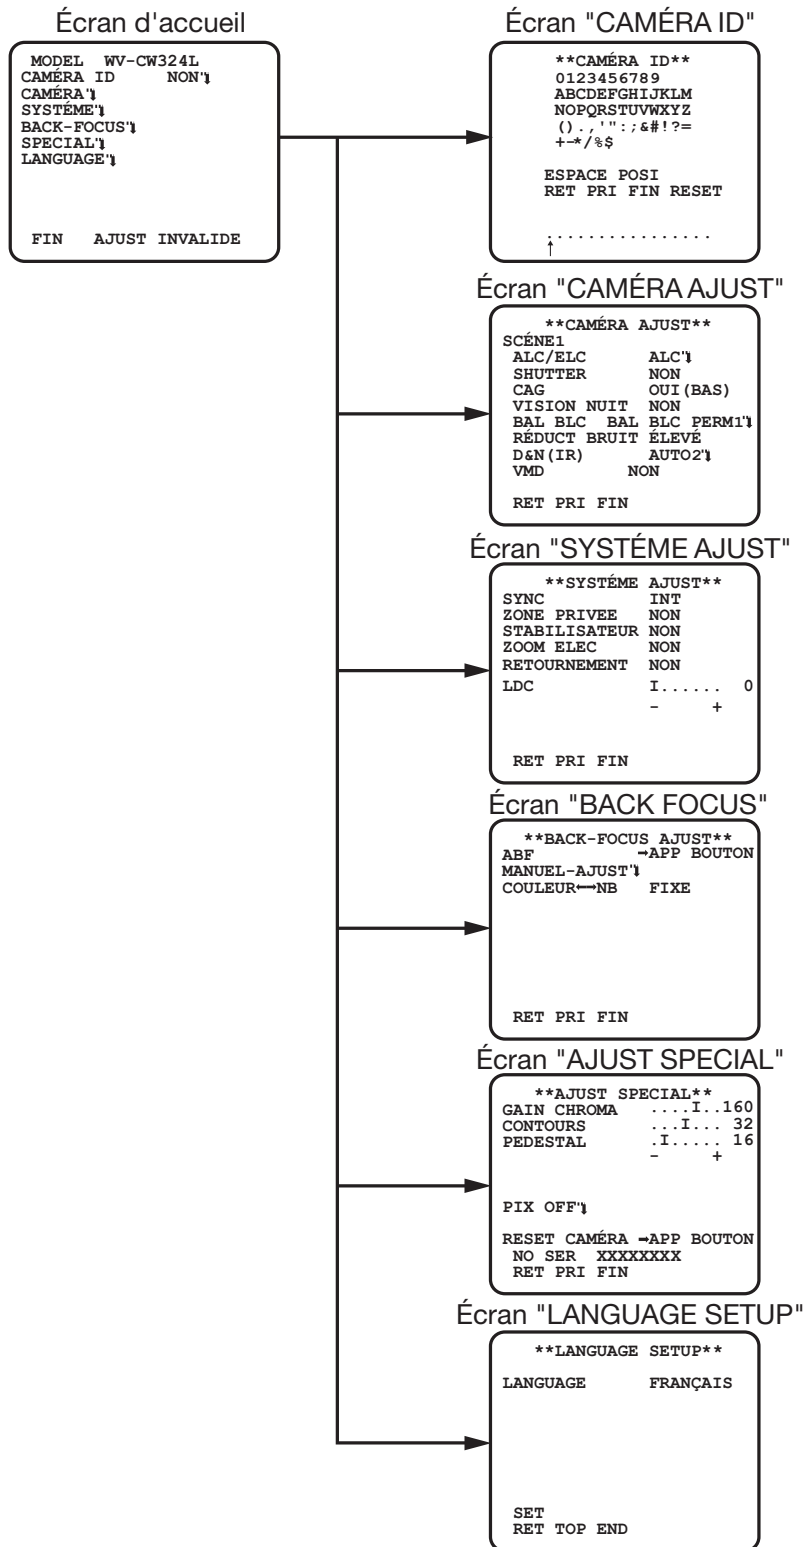 Écran d'accueil
MODEL WV-CW324L
CAMÉRA ID NON
CAMÉRA
SYSTÉME
BACK-FOCUS
SPECIAL
LANGUAGE
FIN AJUST INVALIDE
Écran "CAMÉRA ID"
**CAMÉRA ID**
0123456789
ABCDEFGHIJKLM
NOPQRSTUVWXYZ
().,'":;&#!?=
+-*/%$
ESPACE POSI
RET PRI FIN RESET
................
↑
Écran "CAMÉRA AJUST"
**CAMÉRA AJUST**
SCÉNE1
ALC/ELC ALC
SHUTTER NON
CAG OUI(BAS)
VISION NUIT NON
BAL BLC BAL BLC PERM1
RÉDUCT BRUIT ÉLEVÉ
D&N(IR) AUTO2
VMD NON
RET PRI FIN
Écran "SYSTÉME AJUST"
**SYSTÉME AJUST**
SYNC INT
ZONE PRIVEE NON
STABILISATEUR NON
ZOOM ELEC NON
RETOURNEMENT NON
LDC I...... 0
- +
RET PRI FIN
Écran "BACK FOCUS"
**BACK-FOCUS AJUST**
ABF →APP BOUTON
MANUEL-AJUST
COULEUR↔NB FIXE
RET PRI FIN
Écran "AJUST SPECIAL"
**AJUST SPECIAL**
GAIN CHROMA ....I..160
CONTOURS ...I... 32
PEDESTAL .I..... 16
- +
PIX OFF
RESET CAMÉRA →APP BOUTON
NO SER XXXXXXXX
RET PRI FIN
Écran "LANGUAGE SETUP"
**LANGUAGE SETUP**
LANGUAGE FRANÇAIS
SET
RET TOP END